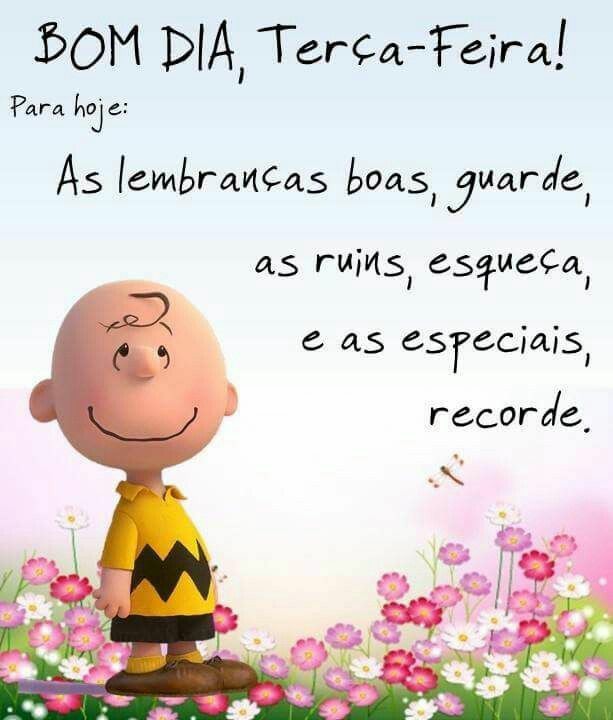 BOM DIA, Terça-Feira!
Para hoje:
As lembranças boas, guarde,
as ruins, esqueça,
e as especiais,
recorde.